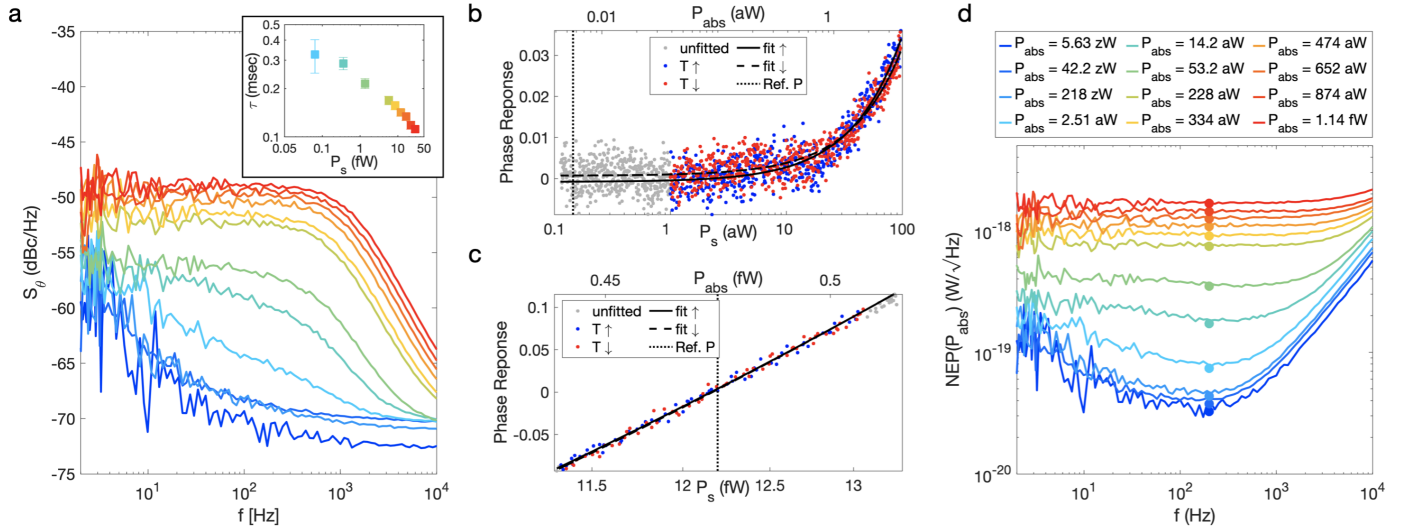 a
-35
-40
-45
-50
-55
-60
-65
-70
-75
S_θ (dBc/Hz)
10^1
10^2
10^3
10^4
f [Hz]
0.5
0.4
0.3
0.2
0.1
τ (msec)
0.05
0.1
10
50
P_s (fW)
b
P_abs (aW)
0.01
1
0.03
0.02
0.01
0
Phase Reponse
unfitted
T ↑
T ↓
fit ↑
fit ↓
Ref. P
0.1
1
10
100
P_s (aW)
c
P_abs (fW)
0.45
0.5
0.1
0.05
0
-0.05
Phase Reponse
unfitted
T ↑
T ↓
fit ↑
fit ↓
Ref. P
11.5
12
12.5
13
P_s (fW)
d
P_abs = 5.63 zW
P_abs = 42.2 zW
P_abs = 218 zW
P_abs = 2.51 aW
P_abs = 14.2 aW
P_abs = 53.2 aW
P_abs = 228 aW
P_abs = 334 aW
P_abs = 474 aW
P_abs = 652 aW
P_abs = 874 aW
P_abs = 1.14 fW
10^-18
10^-19
10^-20
NEP(P_abs) (W/√Hz)
10^1
10^2
10^3
10^4
f (Hz)